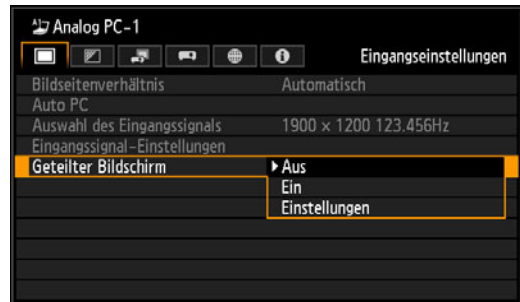 Analog PC-1
Eingangseinstellungen
Bildseitenverhältnis Automatisch
Auto PC
Auswahl des Eingangssignals 1900 × 1200 123.456Hz
Eingangssignal-Einstellungen
Geteilter Bildschirm Aus
Ein
Einstellungen